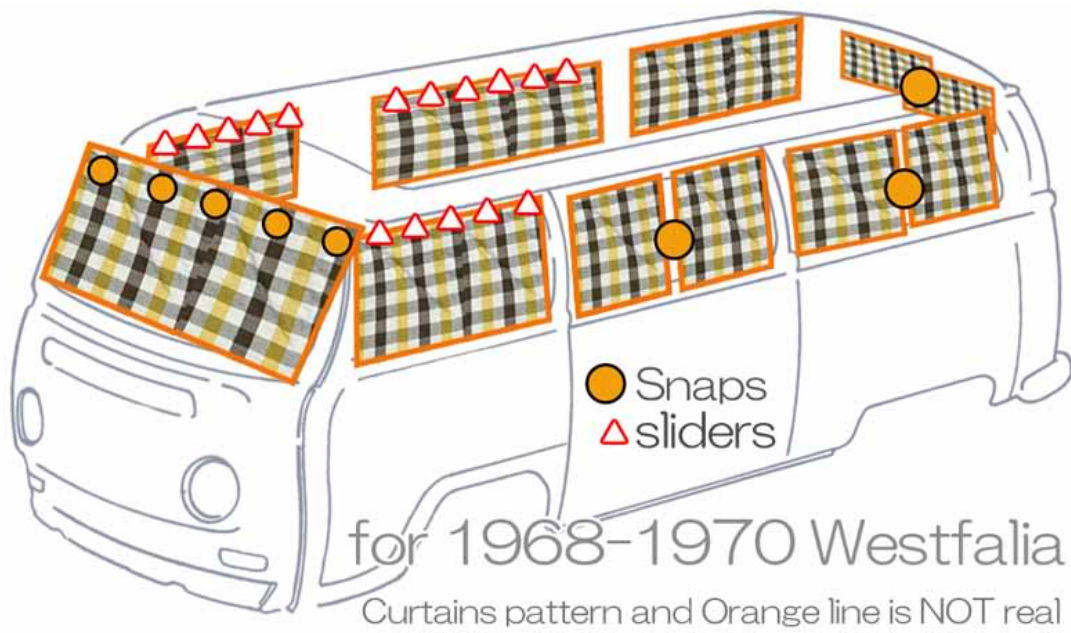 Snaps
sliders
for 1968-1970 Westfalia
Curtains pattern and Orange line is NOT real